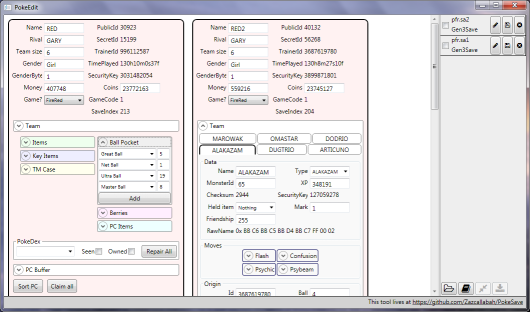 PokeEdit
Name RED PublicId 30923
Rival GARY SecretId 15199
Team size 6 TrainerId 996112587
Gender Girl TimePlayed 130h10m0s37f
GenderByte 1 SecurityKey 3031482054
Money 407748 Coins 23772163
Game? FireRed GameCode 1
SaveIndex 213
Team
Items
Key Items
TM Case
Ball Pocket
Great Ball 5
Net Ball 1
Ultra Ball 19
Master Ball 8
Add
Berries
PC Items
PokeDex
Seen Owned Repair All
PC Buffer
Sort PC Claim all
Name RED2 PublicId 40132
Rival GARY SecretId 56268
Team size 6 TrainerId 3687619780
Gender Girl TimePlayed 130h8m27s10f
GenderByte 1 SecurityKey 3899871801
Money 559216 Coins 23745127
Game? FireRed GameCode 1
SaveIndex 204
Team
MAROWAK OMASTAR DODRIO
ALAKAZAM DUGTRIO ARTICUNO
Data
Name ALAKAZAM Type ALAKAZAM
MonsterId 65 XP 348191
Checksum 2944 SecurityKey 127059278
Held item Nothing Mark 1
Friendship 255
RawName 0x BB C6 BB C5 BB D4 BB C7 FF 00 02
Moves
Flash Confusion
Psychic Psybeam
Origin
Id 3687619780 Ball 4
pfr.sa2
Gen3Save
pfr.sa1
Gen3Save
This tool lives at https://github.com/Zazcallabah/PokeSave